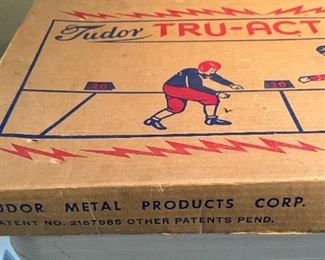 Tudor TRU-ACT
20
30
UDOR METAL PRODUCTS CORP.
ATENT NO. 2167985 OTHER PATENTS PEND.